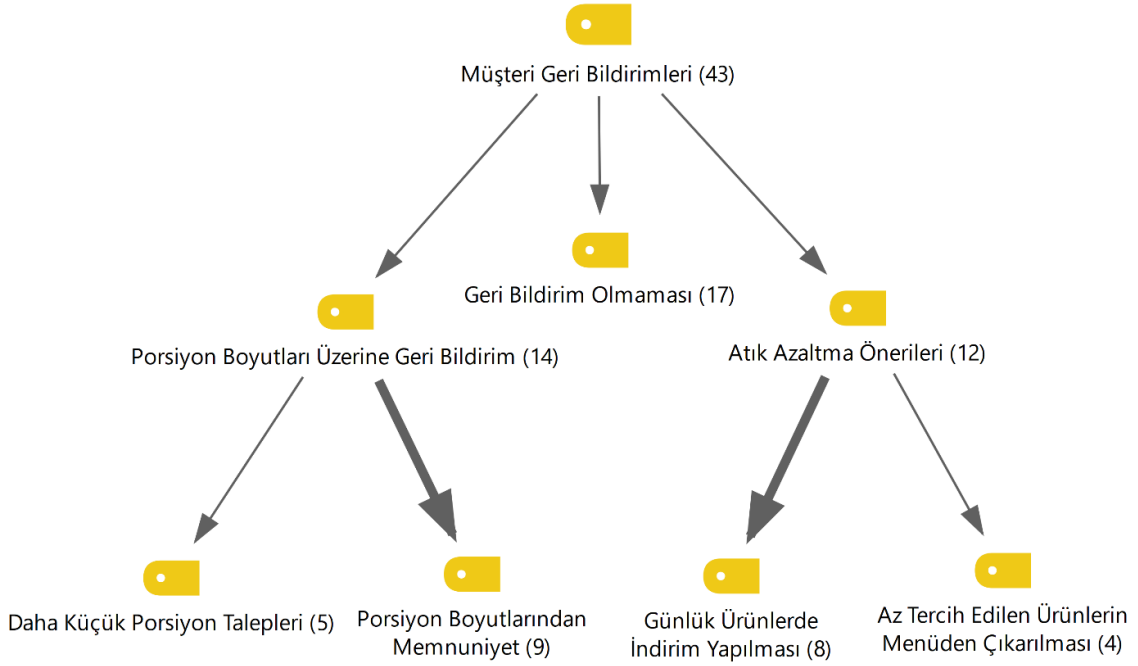 Müşteri Geri Bildirimleri (43)
Geri Bildirim Olmaması (17)
Porsiyon Boyutları Üzerine Geri Bildirim (14)
Atık Azaltma Önerileri (12)
Daha Küçük Porsiyon Talepleri (5)
Porsiyon Boyutlarından
Memnuniyet (9)
Günlük Ürünlerde
İndirim Yapılması (8)
Az Tercih Edilen Ürünlerin
Menüden Çıkarılması (4)